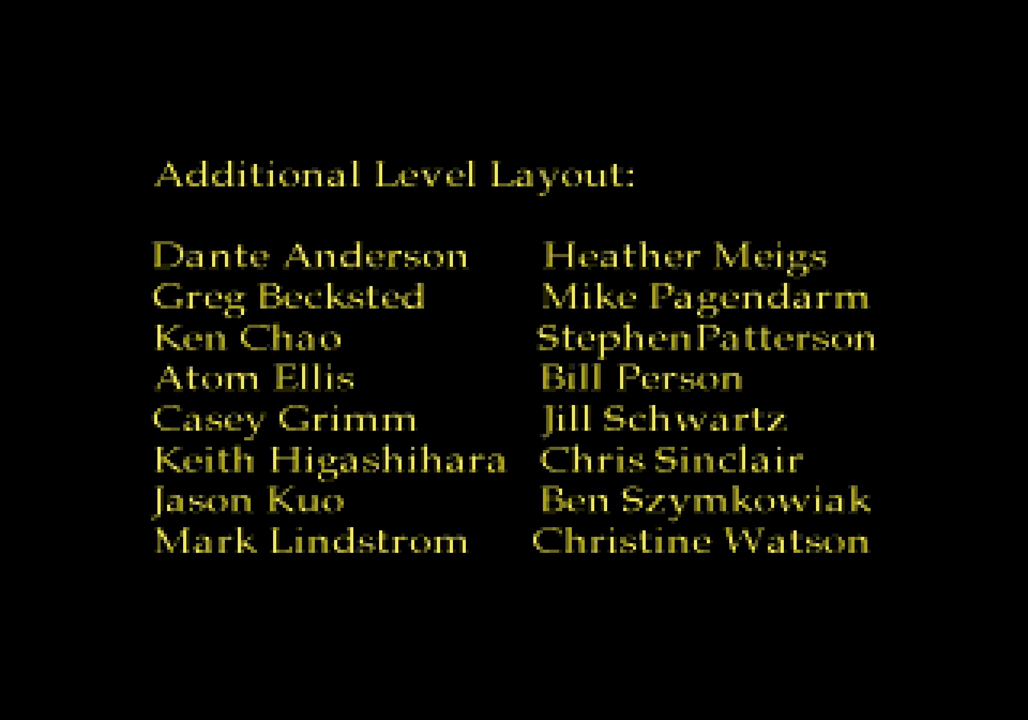 Additional Level Layout:
Dante Anderson Heather Meigs
Greg Becksted Mike Pagendarm
Ken Chao StephenPatterson
Atom Ellis Bill Person
Casey Grimm Jill Schwartz
Keith Higashihara Chris Sinclair
Jason Kuo Ben Szymkowiak
Mark Lindstrom Christine Watson